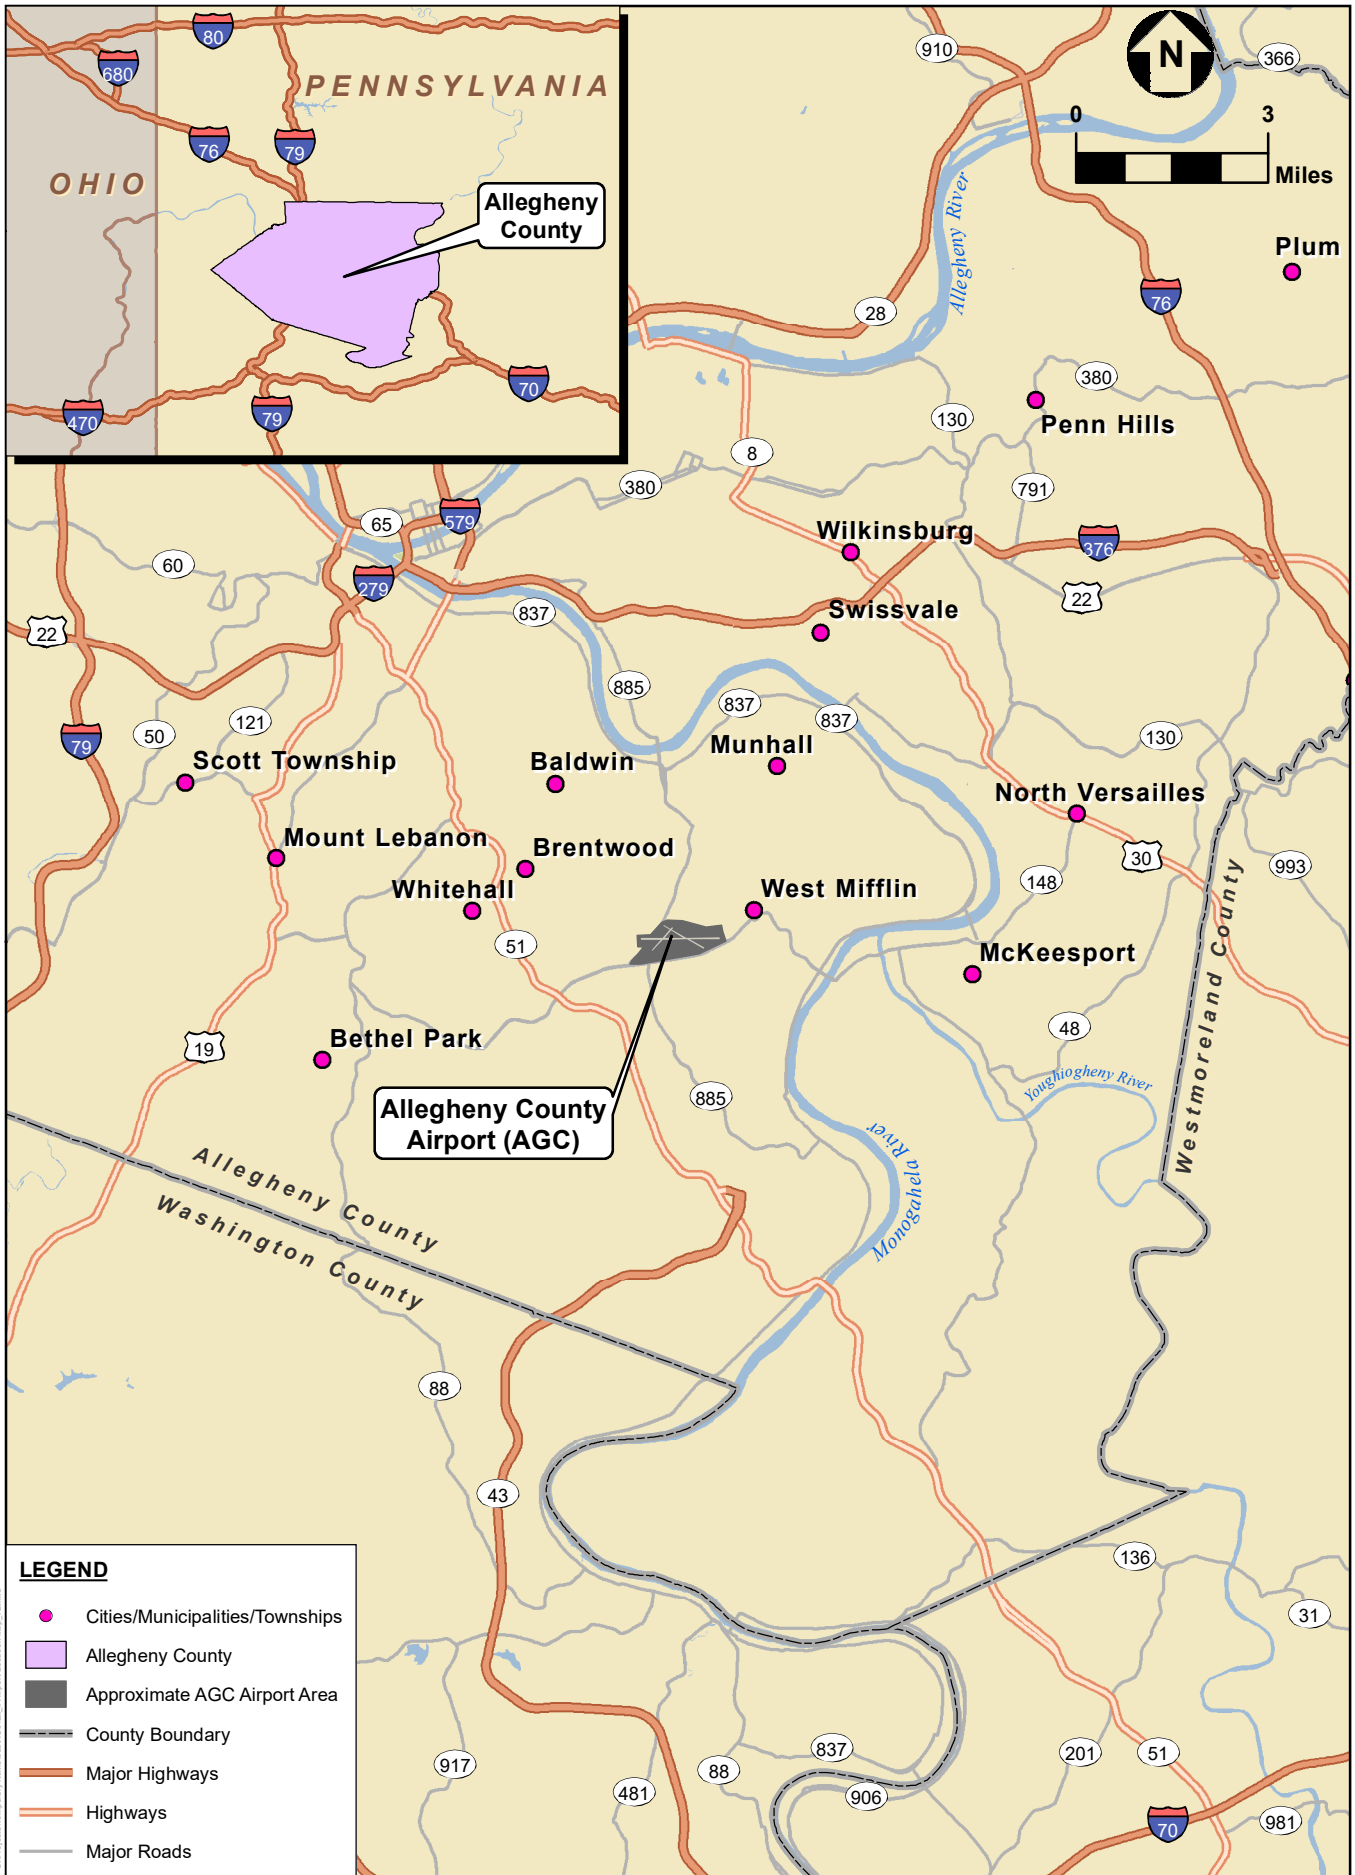 80
680
PENNSYLVANIA
76
79
OHIO
Allegheny
County
70
470
79
910
N
366
0
3
Miles
Allegheny River
Plum
76
28
380
130
Penn Hills
8
380
791
65
579
Wilkinsburg
376
60
279
22
22
837
Swissvale
885
837
837
50
121
79
130
Scott Township
Baldwin
Munhall
North Versailles
Mount Lebanon
Brentwood
30
993
Whitehall
West Mifflin
148
51
McKeesport
Westmoreland County
19
Bethel Park
48
Youghiogheny River
Allegheny County
Airport (AGC)
885
Monogahela River
Allegheny County
Washington County
88
43
136
31
LEGEND
Cities/Municipalities/Townships
Allegheny County
Approximate AGC Airport Area
County Boundary
Major Highways
Highways
Major Roads
917
481
88
837
906
201
51
70
981